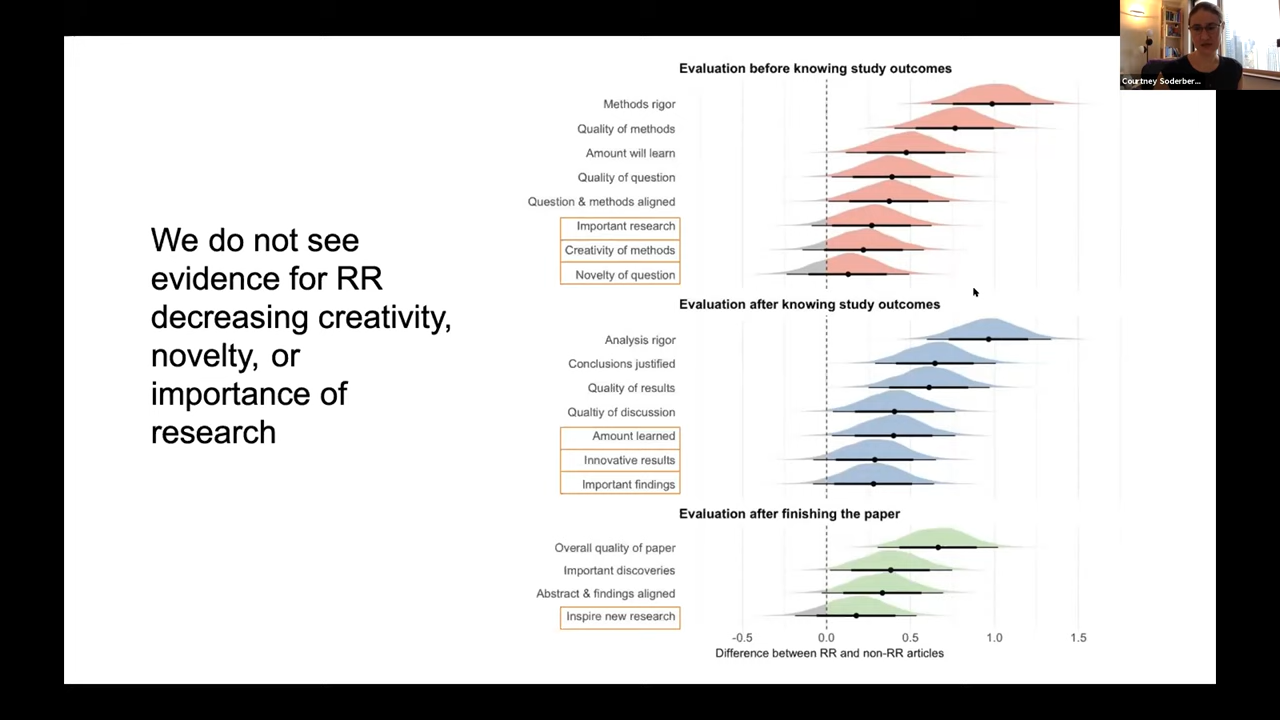 Courtney Soderber...
We do not see
evidence for RR
decreasing creativity,
novelty, or
importance of
research
Evaluation before knowing study outcomes
Methods rigor
Quality of methods
Amount will learn
Quality of question
Question & methods aligned
Important research
Creativity of methods
Novelty of question
Evaluation after knowing study outcomes
Analysis rigor
Conclusions justified
Quality of results
Qualtiy of discussion
Amount learned
Innovative results
Important findings
Evaluation after finishing the paper
Overall quality of paper
Important discoveries
Abstract & findings aligned
Inspire new research
-0.5 0.0 0.5 1.0 1.5
Difference between RR and non-RR articles